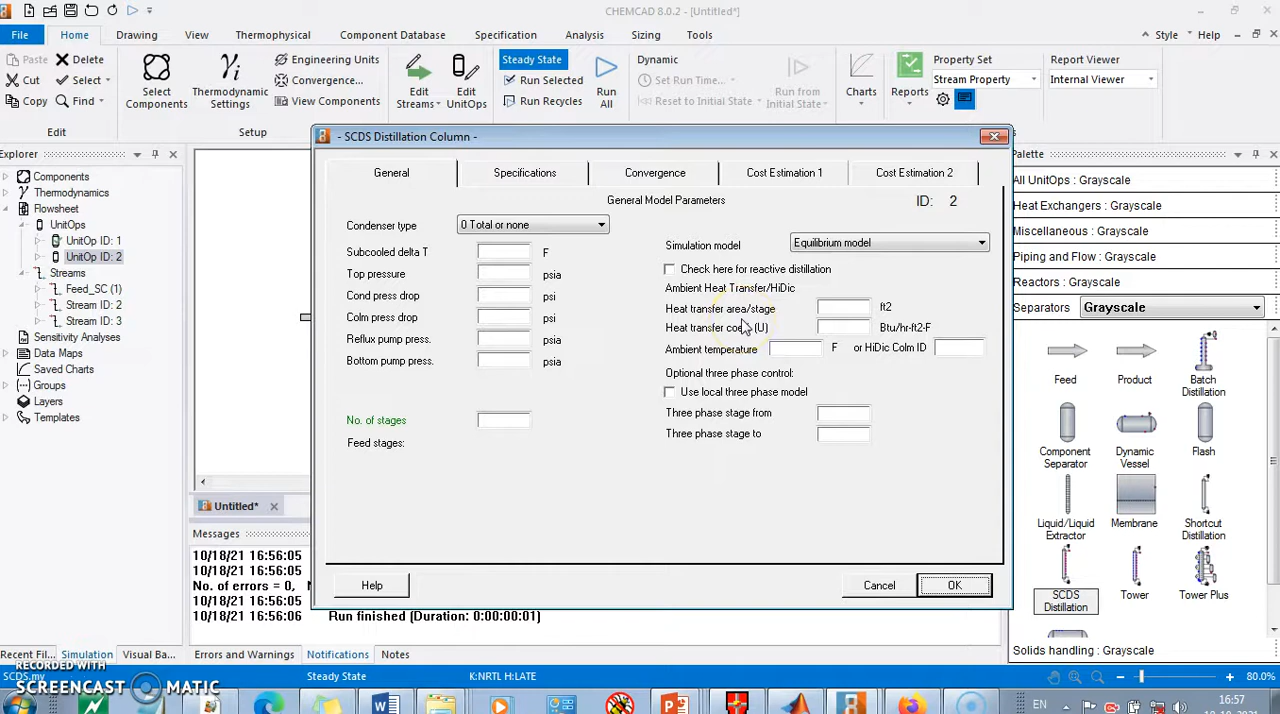 CHEMCAD 8.0.2 - [Untitled*]
File Home Drawing View Thermophysical Component Database Specification Analysis Sizing Tools Style Help
Paste Delete
Cut Select
Copy Find
Edit
Select Components
Thermodynamic Settings
Engineering Units
Convergence...
View Components
Setup
Edit Streams
Edit UnitOps
Steady State
Run Selected
Run Recycles
Run All
Dynamic
Set Run Time...
Reset to Initial State
Run from Initial State
Charts
Reports
Property Set
Stream Property
Report Viewer
Internal Viewer
Explorer
Components
Thermodynamics
Flowsheet
UnitOps
UnitOp ID: 1
UnitOp ID: 2
Streams
Feed_SC (1)
Stream ID: 2
Stream ID: 3
Sensitivity Analyses
Data Maps
Saved Charts
Groups
Layers
Templates
- SCDS Distillation Column -
General Specifications Convergence Cost Estimation 1 Cost Estimation 2
General Model Parameters ID: 2
Condenser type 0 Total or none
Subcooled delta T F
Top pressure psia
Cond press drop psi
Colm press drop psi
Reflux pump press. psia
Bottom pump press. psia
No. of stages
Feed stages:
Simulation model Equilibrium model
Check here for reactive distillation
Ambient Heat Transfer/HiDic
Heat transfer area/stage ft2
Heat transfer (U) Btu/hr-ft2-F
Ambient temperature F or HiDic Colm ID
Optional three phase control:
Use local three phase model
Three phase stage from
Three phase stage to
Help Cancel OK
Palette
All UnitOps : Grayscale
Heat Exchangers : Grayscale
Miscellaneous : Grayscale
Piping and Flow : Grayscale
Reactors : Grayscale
Separators Grayscale
Feed Product Batch Distillation
Component Separator
Dynamic Vessel
Flash
Liquid/Liquid Extractor
Membrane
Shortcut Distillation
SCDS Distillation
Tower
Tower Plus
Solids handling : Grayscale
Untitled*
Messages
10/18/21 16:56:05
10/18/21 16:56:05
No. of errors = 0,
10/18/21 16:56:05
10/18/21 16:56:06 Run finished (Duration: 0:00:00:01)
Recent Fil... Simulation Visual Ba... Errors and Warnings Notifications Notes
SCDS.my Steady State K:NRTL H:LATE 80.0%
RECORDED WITH
SCREENCAST MATIC
EN 16:57